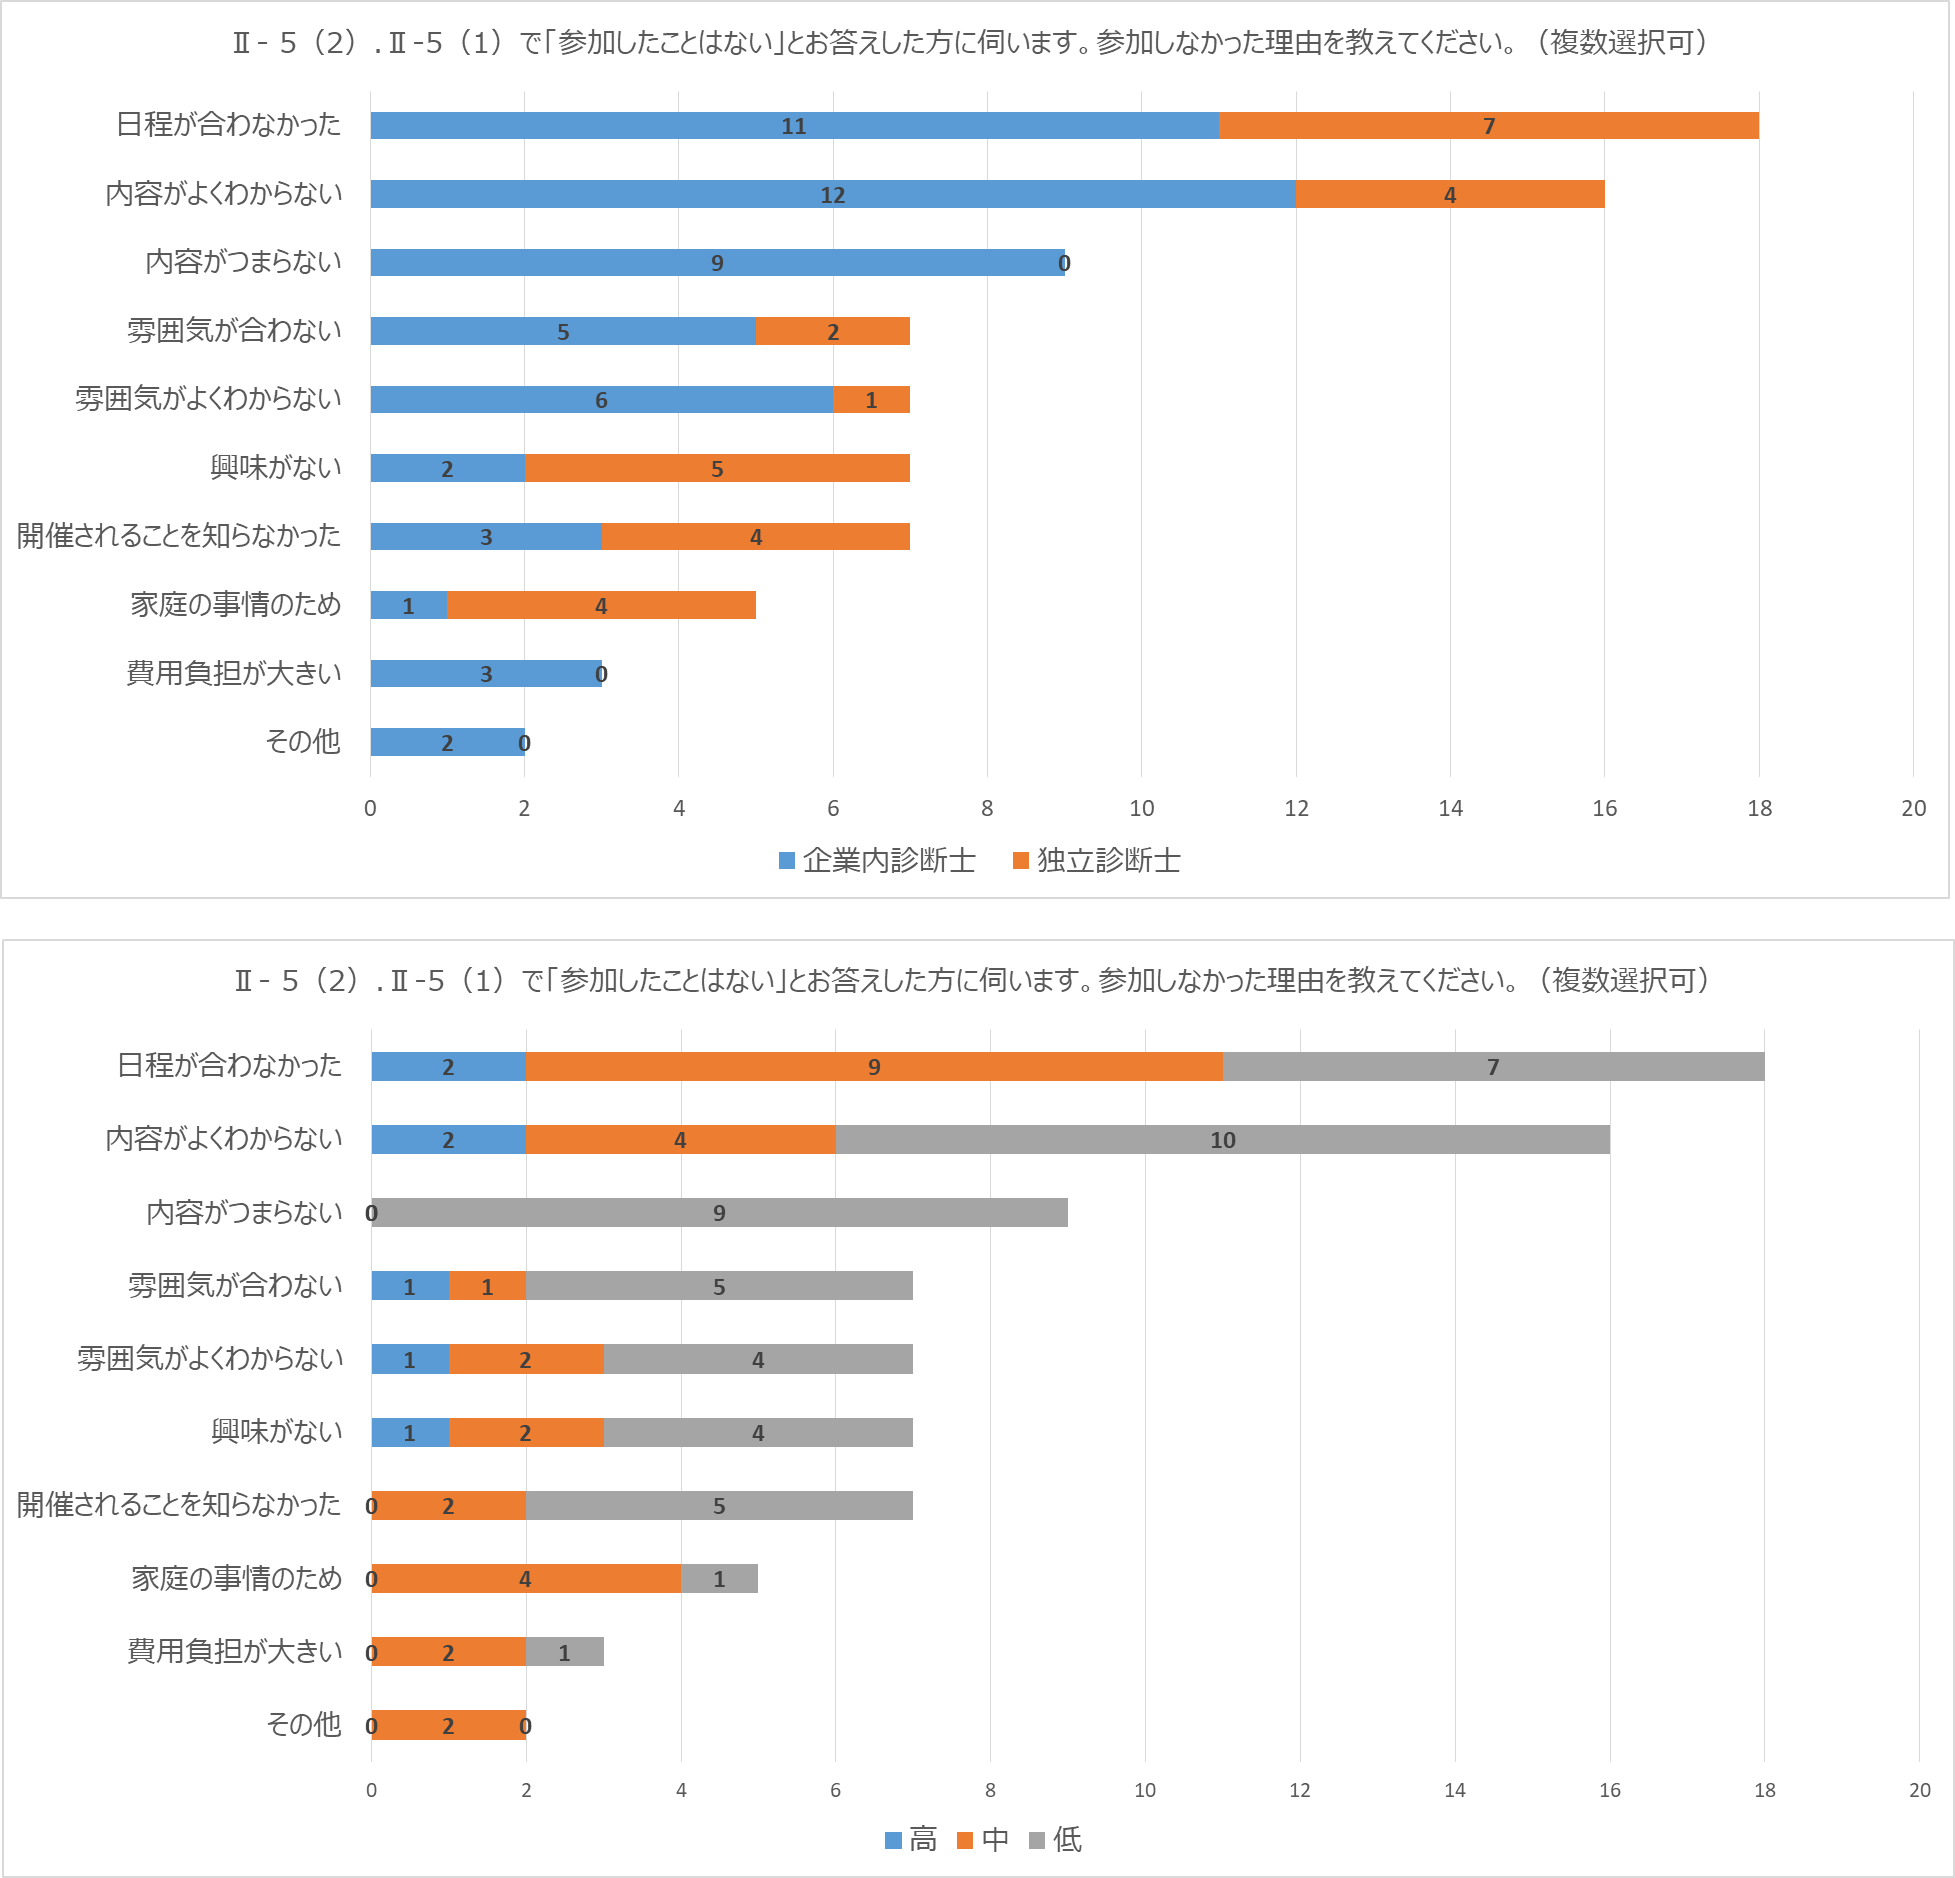 Ⅱ- 5（2）.Ⅱ-5（1）で「参加したことはない」とお答えした方に伺います。参加しなかった理由を教えてください。（複数選択可）
日程が合わなかった 11 7
内容がよくわからない 12 4
内容がつまらない 9 0
雰囲気が合わない 5 2
雰囲気がよくわからない 6 1
興味がない 2 5
開催されることを知らなかった 3 4
家庭の事情のため 1 4
費用負担が大きい 3 0
その他 2 0
0 2 4 6 8 10 12 14 16 18 20
企業内診断士 独立診断士
Ⅱ- 5（2）.Ⅱ-5（1）で「参加したことはない」とお答えした方に伺います。参加しなかった理由を教えてください。（複数選択可）
日程が合わなかった 2 9 7
内容がよくわからない 2 4 10
内容がつまらない 0 9
雰囲気が合わない 1 1 5
雰囲気がよくわからない 1 2 4
興味がない 1 2 4
開催されることを知らなかった 0 2 5
家庭の事情のため 0 4 1
費用負担が大きい 0 2 1
その他 0 2 0
0 2 4 6 8 10 12 14 16 18 20
高 中 低